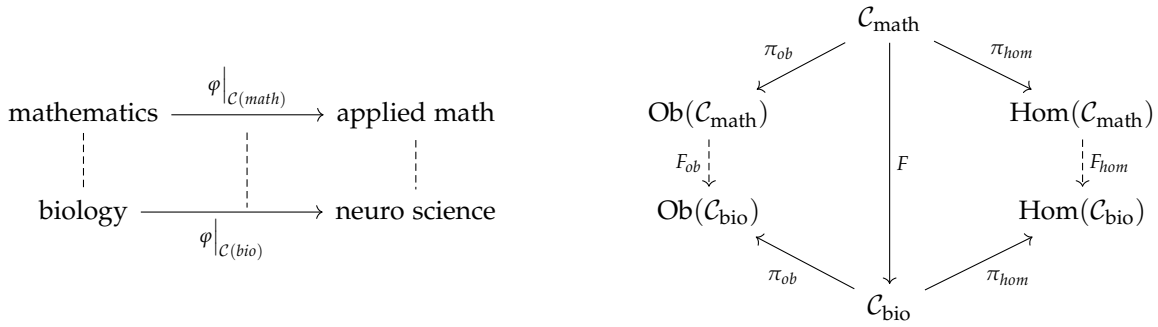 φ|_{𝒞(math)}
mathematics applied math
biology neuro science
φ|_{𝒞(bio)}
𝒞_math
π_ob π_hom
Ob(𝒞_math) Hom(𝒞_math)
F_ob F F_hom
Ob(𝒞_bio) Hom(𝒞_bio)
π_ob π_hom
𝒞_bio